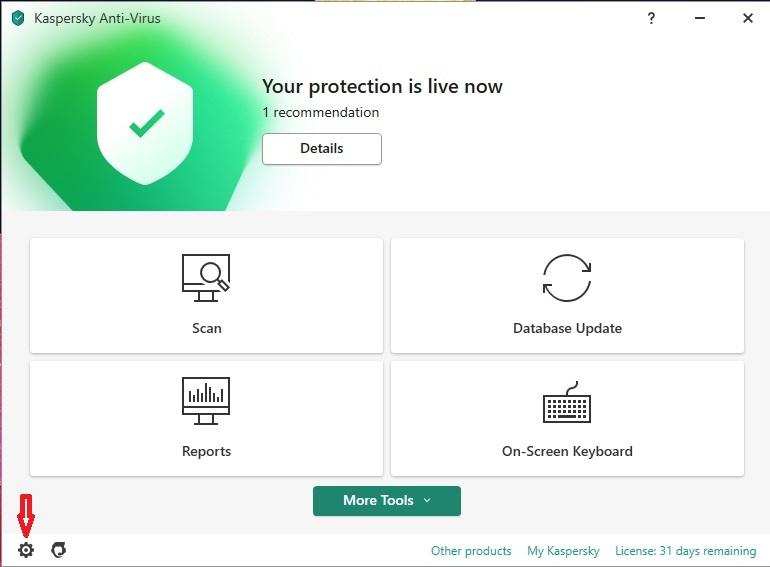 Kaspersky Anti-Virus
?
Your protection is live now
1 recommendation
Details
Scan
Database Update
Reports
On-Screen Keyboard
More Tools
Other products My Kaspersky License: 31 days remaining